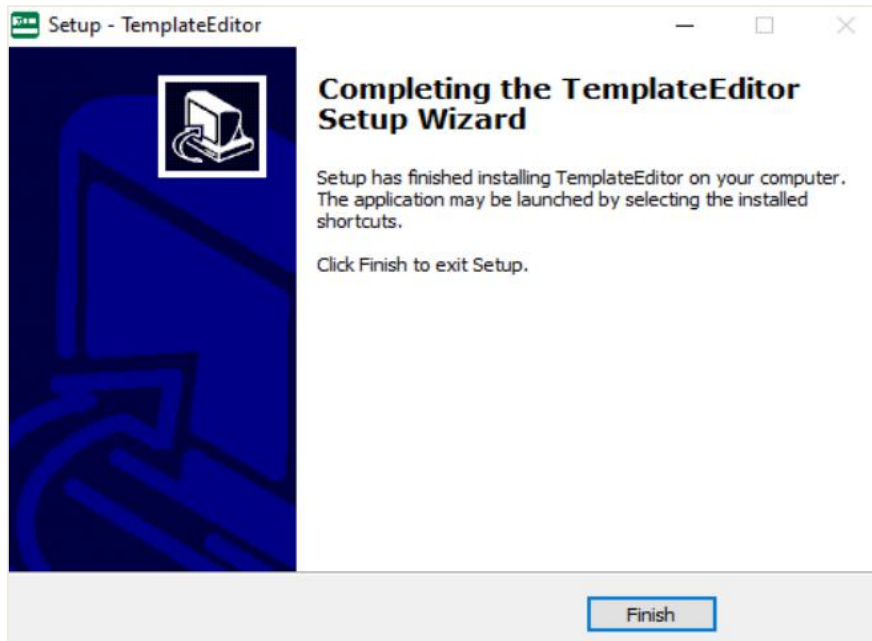 Setup - TemplateEditor
Completing the TemplateEditor
Setup Wizard
Setup has finished installing TemplateEditor on your computer.
The application may be launched by selecting the installed
shortcuts.
Click Finish to exit Setup.
Finish